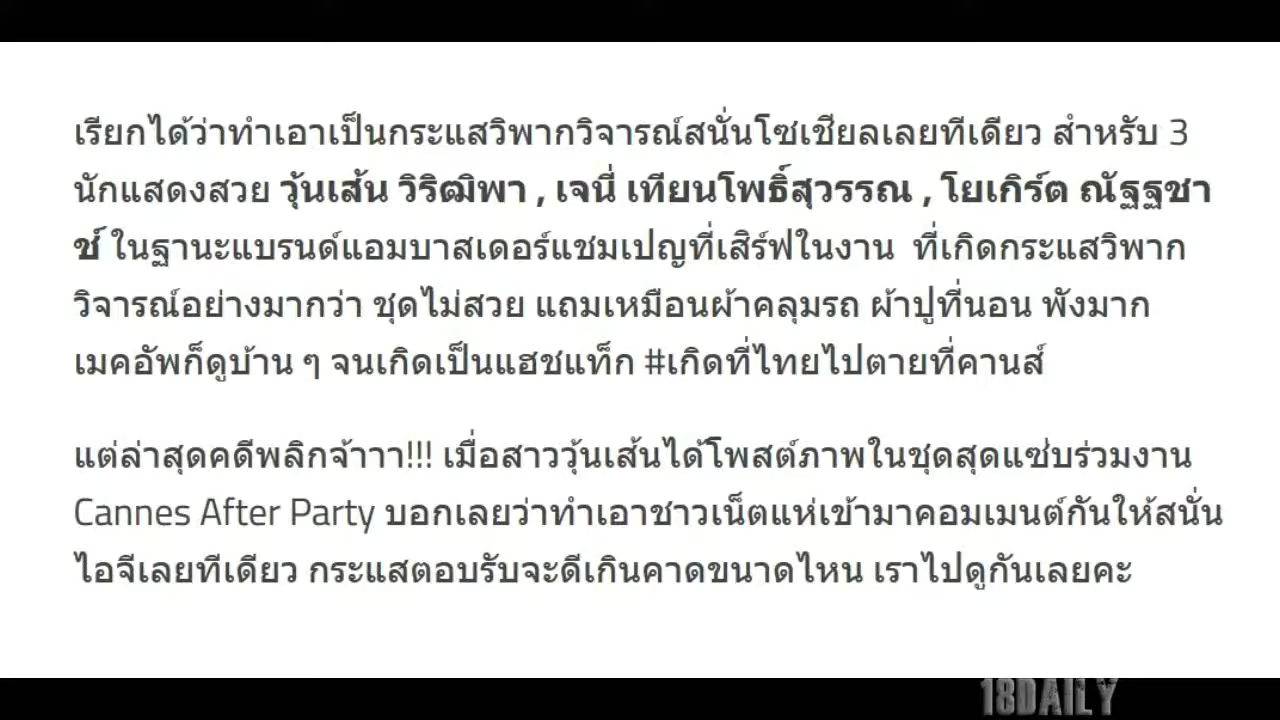 เรียกได้ว่าทำเอาเป็นกระแสวิพากวิจารณ์สนั่นโซเชียลเลยทีเดียว สำหรับ 3
นักแสดงสวย วุ้นเส้น วิริฒิพา , เจนี่ เทียนโพธิ์สุวรรณ , โยเกิร์ต ณัฐฐชา
ช์ ในฐานะแบรนด์แอมบาสเดอร์แชมเปญที่เสิร์ฟในงาน ที่เกิดกระแสวิพาก
วิจารณ์อย่างมากว่า ชุดไม่สวย แถมเหมือนผ้าคลุมรถ ผ้าปูที่นอน พังมาก
เมคอัพก็ดูบ้าน ๆ จนเกิดเป็นแฮชแท็ก #เกิดที่ไทยไปตายที่คานส์
แต่ล่าสุดคดีพลิกจ้าาา!!! เมื่อสาววุ้นเส้นได้โพสต์ภาพในชุดสุดแซ่บร่วมงาน
Cannes After Party บอกเลยว่าทำเอาชาวเน็ตแห่เข้ามาคอมเมนต์กันให้สนั่น
ไอจีเลยทีเดียว กระแสตอบรับจะดีเกินคาดขนาดไหน เราไปดูกันเลยคะ
18DAILY